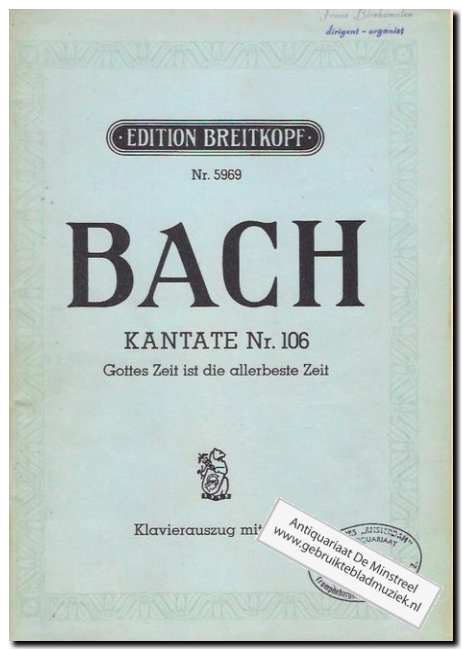 dirigent - organist
· EDITION BREITKOPF ·
Nr. 5969
BACH
KANTATE Nr. 106
Gottes Zeit ist die allerbeste Zeit
Klavierauszug mit
Antiquariaat De Minstreel
www.gebruiktebladmuziek.nl